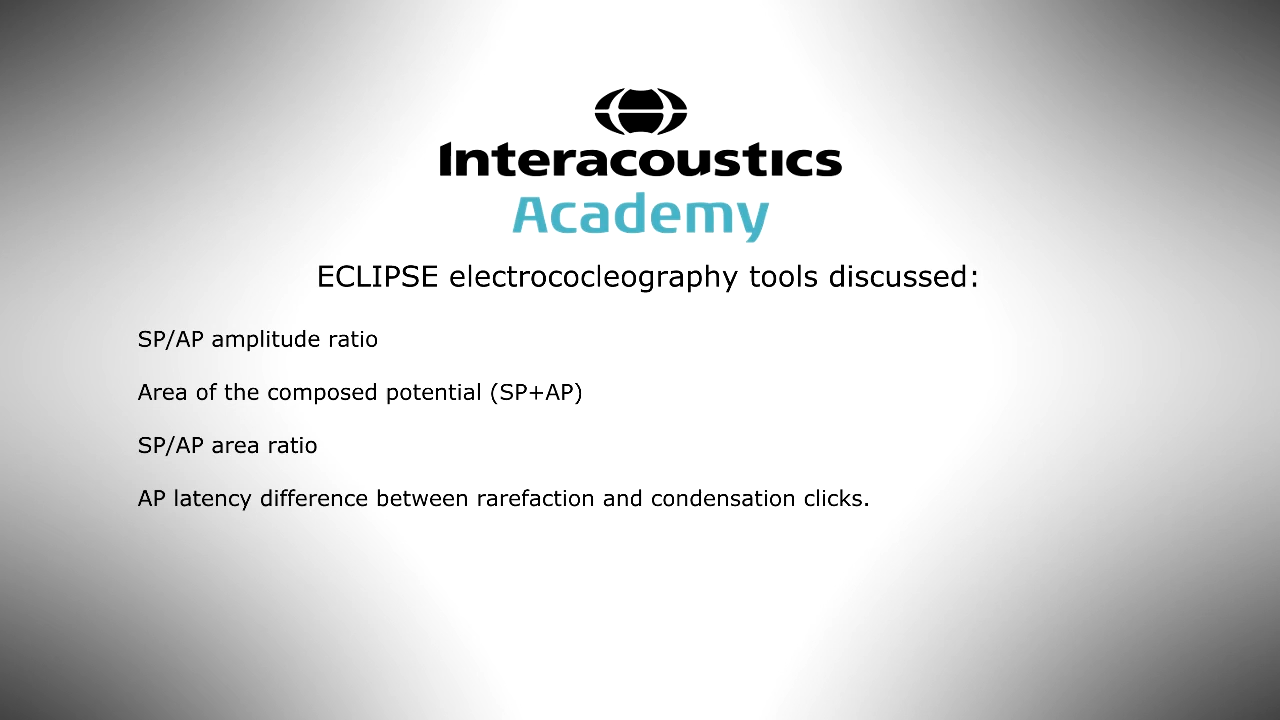 Interacoustics
Academy
ECLIPSE electrococleography tools discussed:
SP/AP amplitude ratio
Area of the composed potential (SP+AP)
SP/AP area ratio
AP latency difference between rarefaction and condensation clicks.